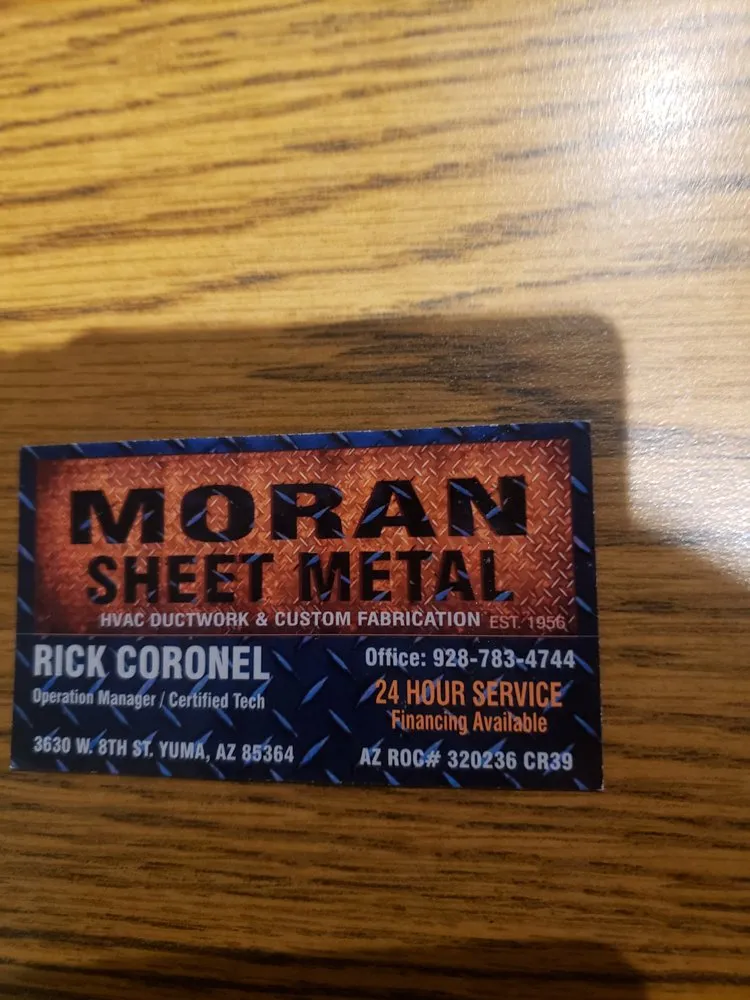 MORAN
SHEET METAL
HVAC DUCTWORK & CUSTOM FABRICATION EST. 1956
RICK CORONEL
Operation Manager / Certified Tech
3630 W. 8TH ST. YUMA, AZ 85364
Office: 928-783-4744
24 HOUR SERVICE
Financing Available
AZ ROC# 320236 CR39